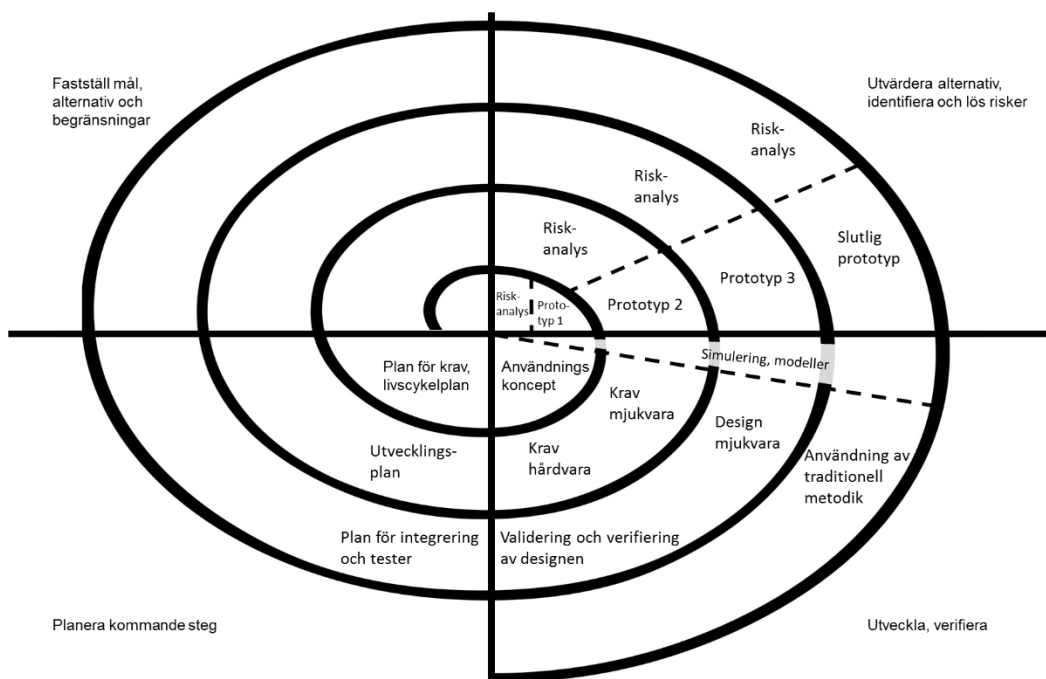 Fastställ mål,
alternativ och
begränsningar
Utvärdera alternativ,
identifiera och lös risker
Risk-
analys
Risk-
analys
Risk-
analys
Risk-
analys
Proto-
typ 1
Prototyp 2
Prototyp 3
Slutlig
prototyp
Simulering, modeller
Plan för krav,
livscykelplan
Användnings
koncept
Krav
mjukvara
Design
mjukvara
Användning av
traditionell
metodik
Utvecklings-
plan
Krav
hårdvara
Plan för integrering
och tester
Validering och verifiering
av designen
Planera kommande steg
Utveckla, verifiera